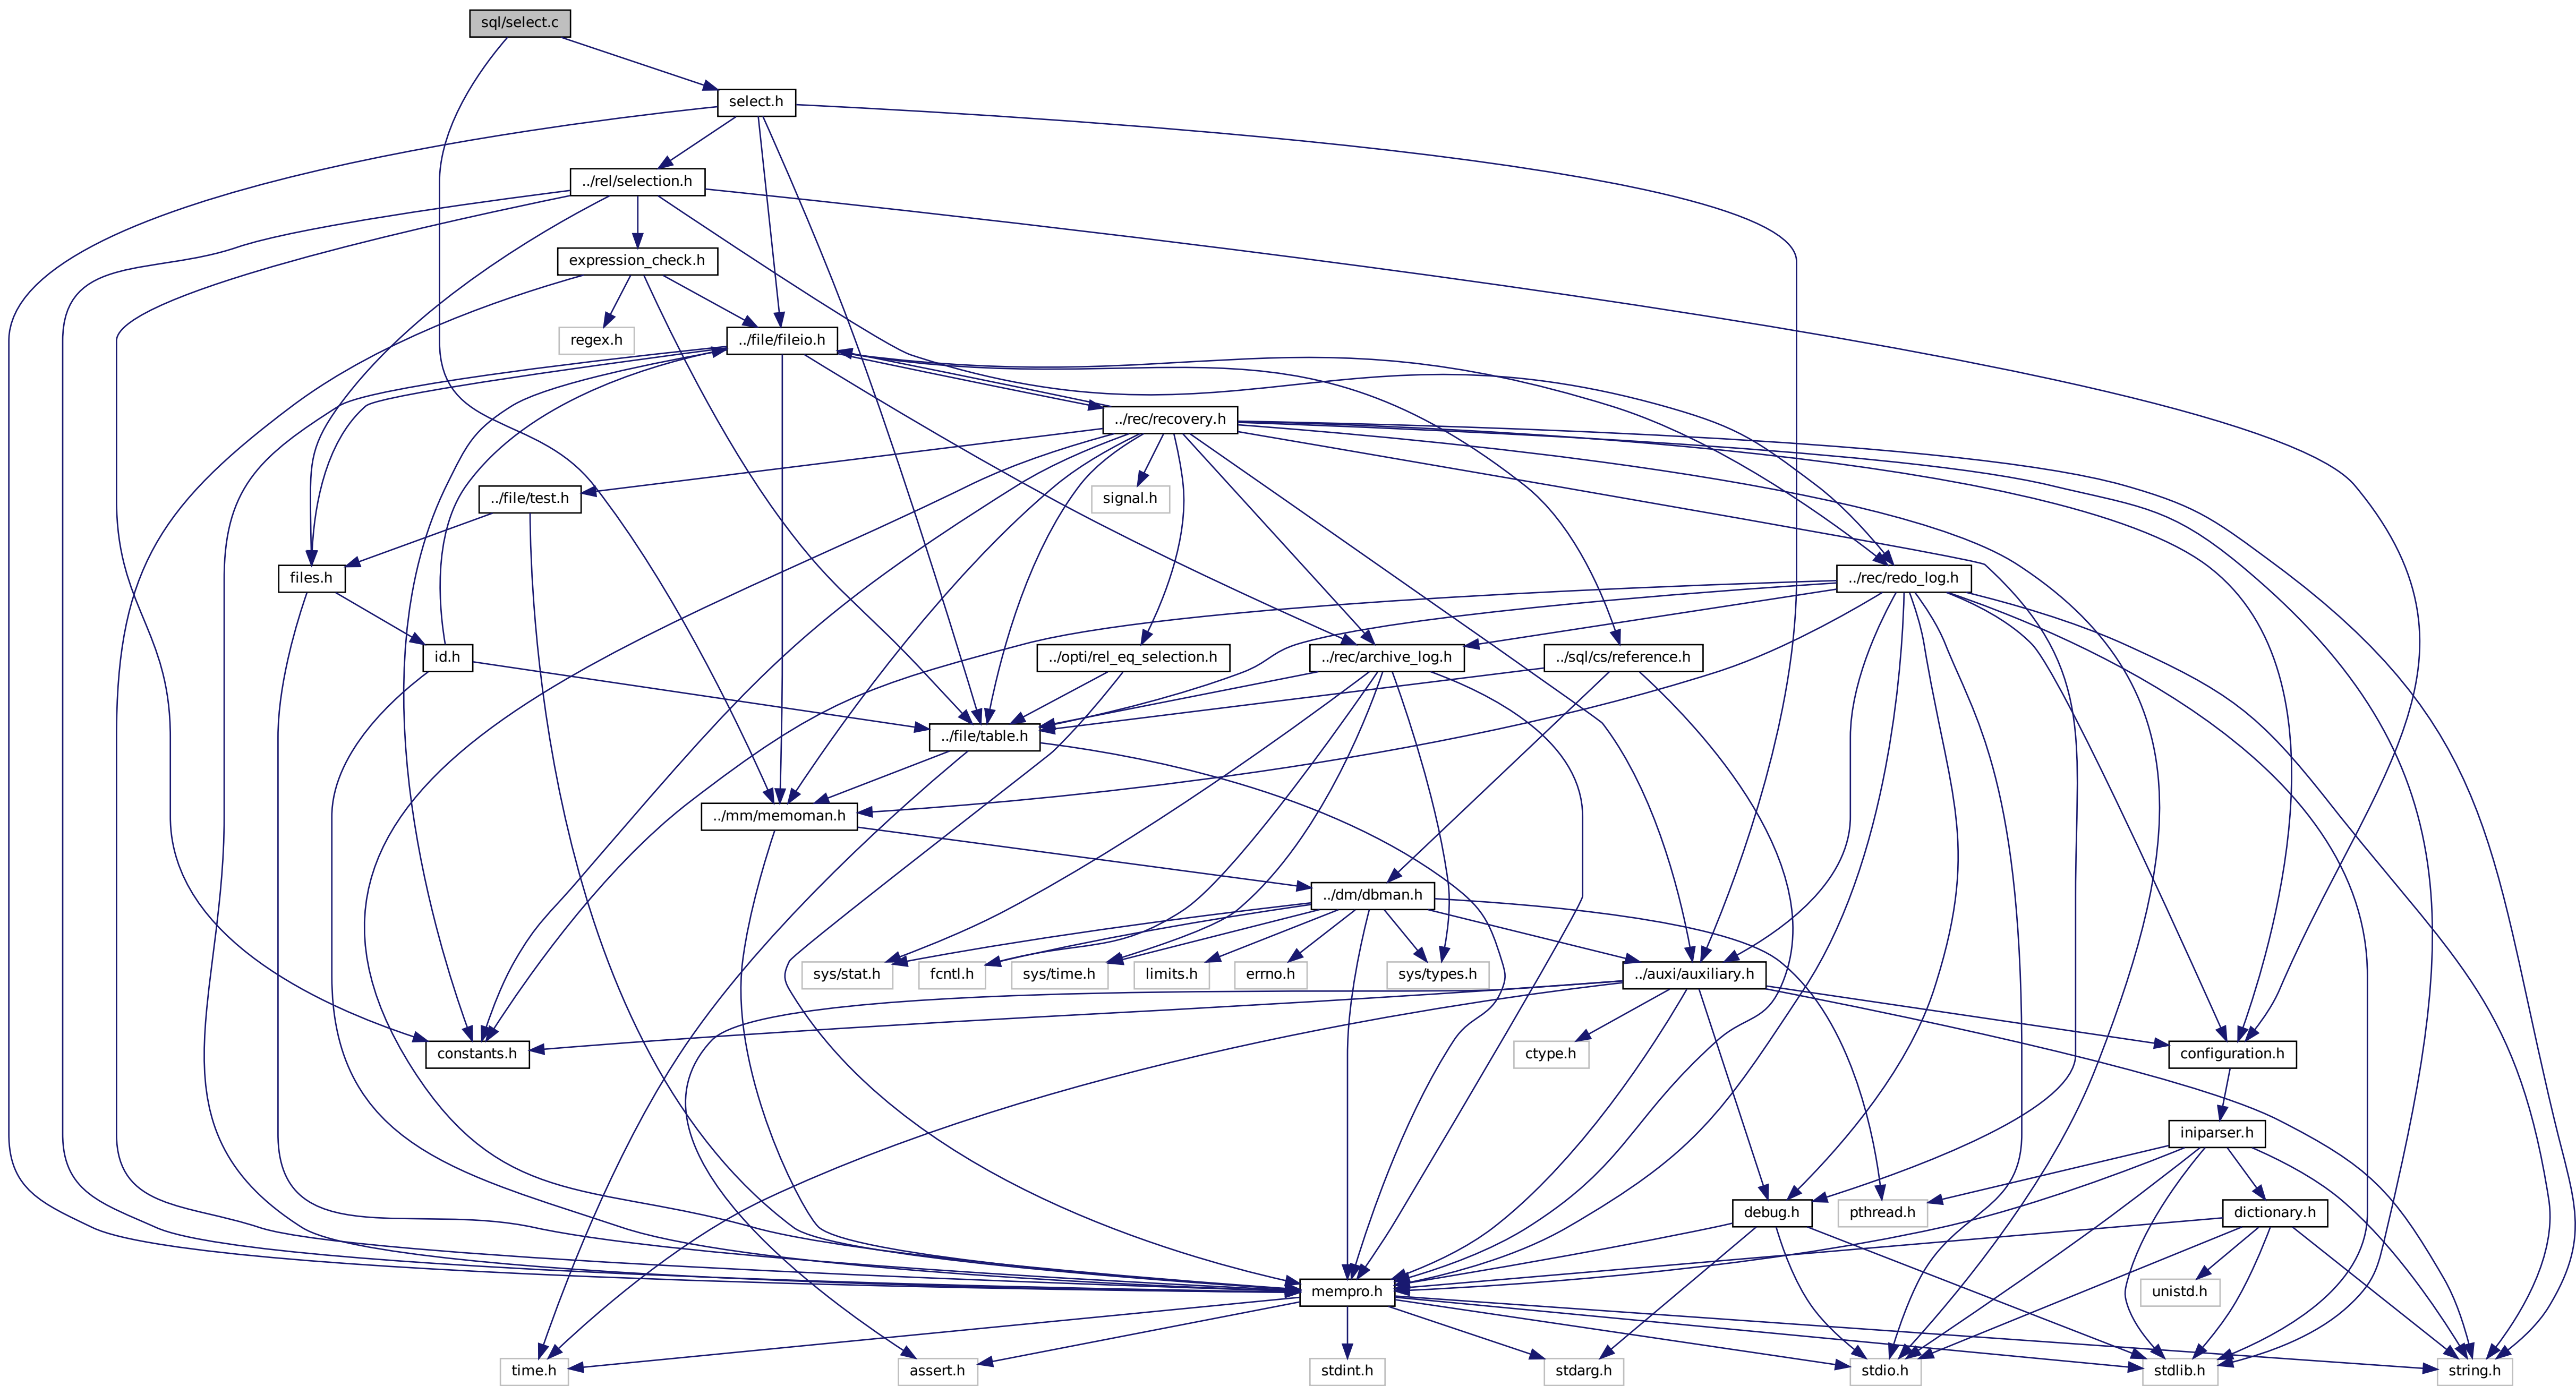 sql/select.c
select.h
../rel/selection.h
expression_check.h
regex.h
../file/fileio.h
../rec/recovery.h
../file/test.h
signal.h
files.h
../rec/redo_log.h
id.h
../opti/rel_eq_selection.h
../rec/archive_log.h
../sql/cs/reference.h
../file/table.h
../mm/memoman.h
../dm/dbman.h
sys/stat.h
fcntl.h
sys/time.h
limits.h
errno.h
sys/types.h
../auxi/auxiliary.h
constants.h
ctype.h
configuration.h
iniparser.h
debug.h
pthread.h
dictionary.h
mempro.h
unistd.h
time.h
assert.h
stdint.h
stdarg.h
stdio.h
stdlib.h
string.h